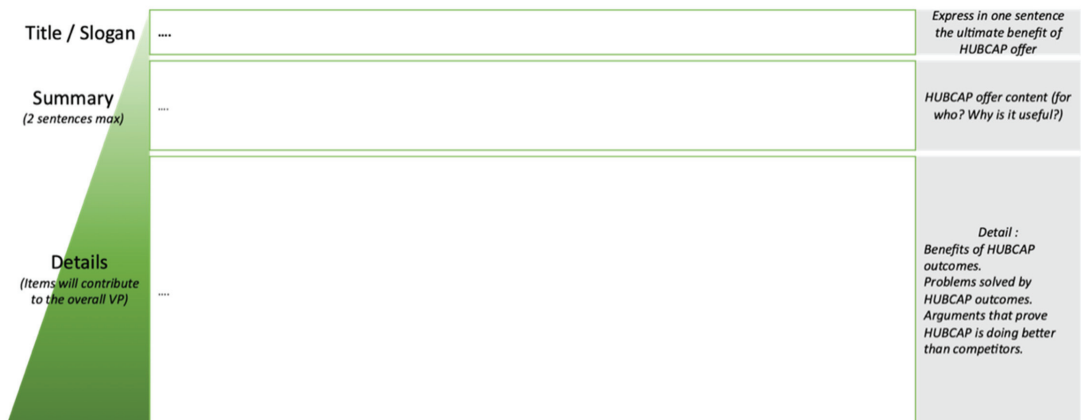 Title / Slogan
....
Express in one sentence
the ultimate benefit of
HUBCAP offer
Summary
(2 sentences max)
....
HUBCAP offer content (for
who? Why is it useful?)
Details
(Items will contribute
to the overall VP)
....
Detail :
Benefits of HUBCAP
outcomes.
Problems solved by
HUBCAP outcomes.
Arguments that prove
HUBCAP is doing better
than competitors.